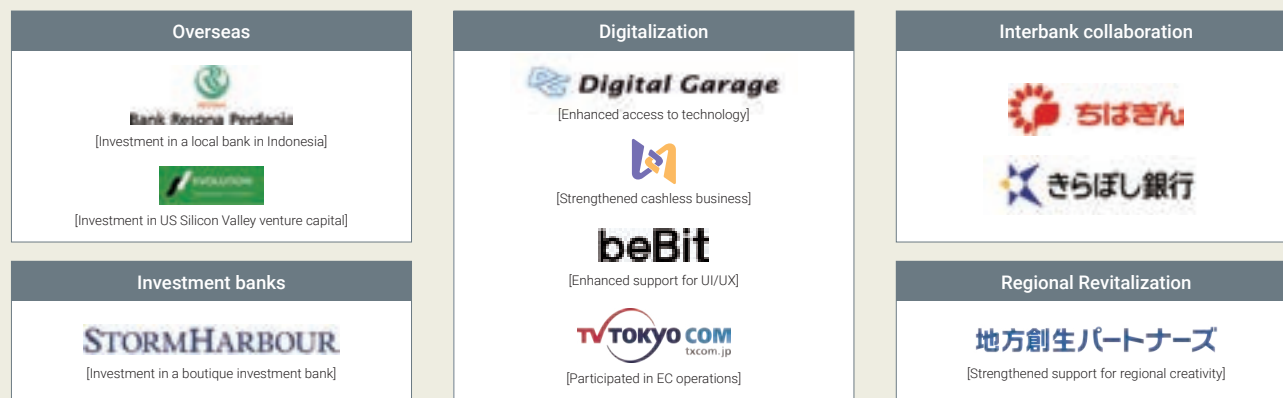 Overseas
Bank Resona Perdania
[Investment in a local bank in Indonesia]
EVOLUTION
[Investment in US Silicon Valley venture capital]
Investment banks
STORMHARBOUR
[Investment in a boutique investment bank]
Digitalization
Digital Garage
[Enhanced access to technology]
[Strengthened cashless business]
beBit
[Enhanced support for UI/UX]
TV TOKYO COM
txcom.jp
[Participated in EC operations]
Interbank collaboration
ちばぎん
きらぼし銀行
Regional Revitalization
地方創生パートナーズ
[Strengthened support for regional creativity]